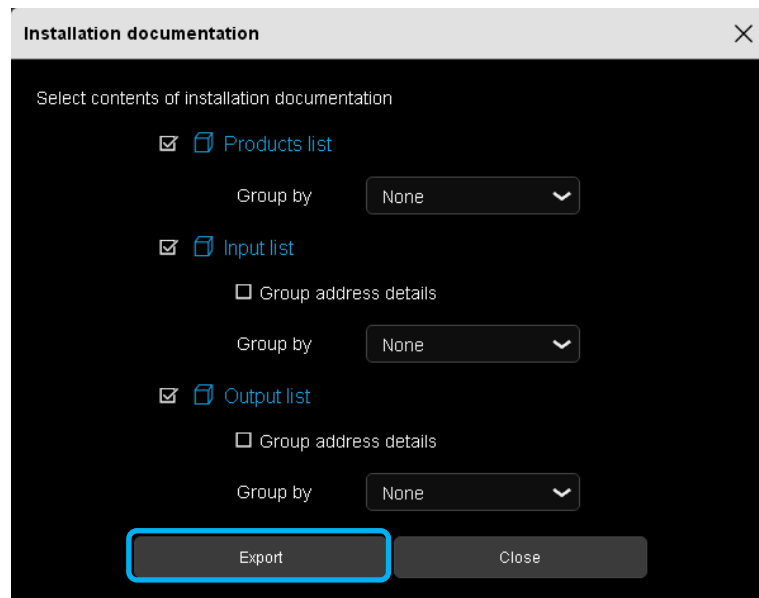 Installation documentation
Select contents of installation documentation
Products list
Group by None
Input list
Group address details
Group by None
Output list
Group address details
Group by None
Export Close